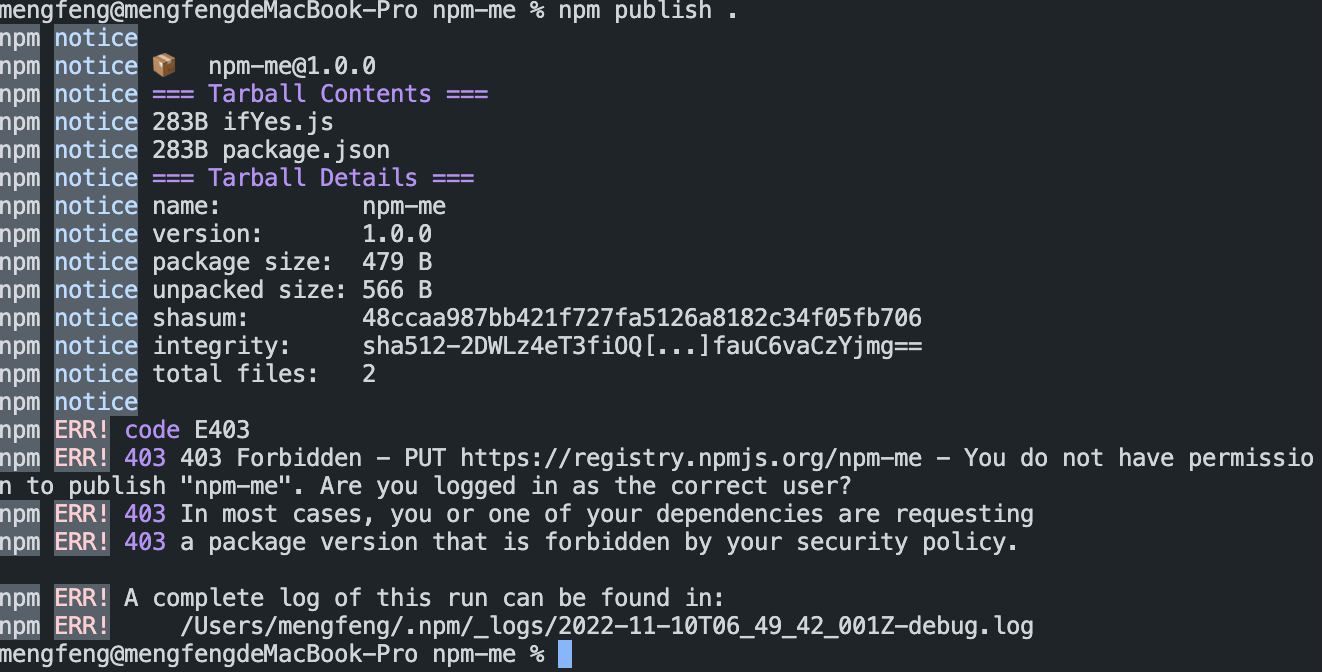 mengfeng@mengfengdeMacBook-Pro npm-me % npm publish .
npm notice
npm notice 📦  npm-me@1.0.0
npm notice === Tarball Contents ===
npm notice 283B ifYes.js
npm notice 283B package.json
npm notice === Tarball Details ===
npm notice name:          npm-me
npm notice version:       1.0.0
npm notice package size:  479 B
npm notice unpacked size: 566 B
npm notice shasum:        48ccaa987bb421f727fa5126a8182c34f05fb706
npm notice integrity:     sha512-2DWLz4eT3fiOQ[...]fauC6vaCzYjmg==
npm notice total files:   2
npm notice
npm ERR! code E403
npm ERR! 403 403 Forbidden - PUT https://registry.npmjs.org/npm-me - You do not have permissio
n to publish "npm-me". Are you logged in as the correct user?
npm ERR! 403 In most cases, you or one of your dependencies are requesting
npm ERR! 403 a package version that is forbidden by your security policy.
npm ERR! A complete log of this run can be found in:
npm ERR!     /Users/mengfeng/.npm/_logs/2022-11-10T06_49_42_001Z-debug.log
mengfeng@mengfengdeMacBook-Pro npm-me %